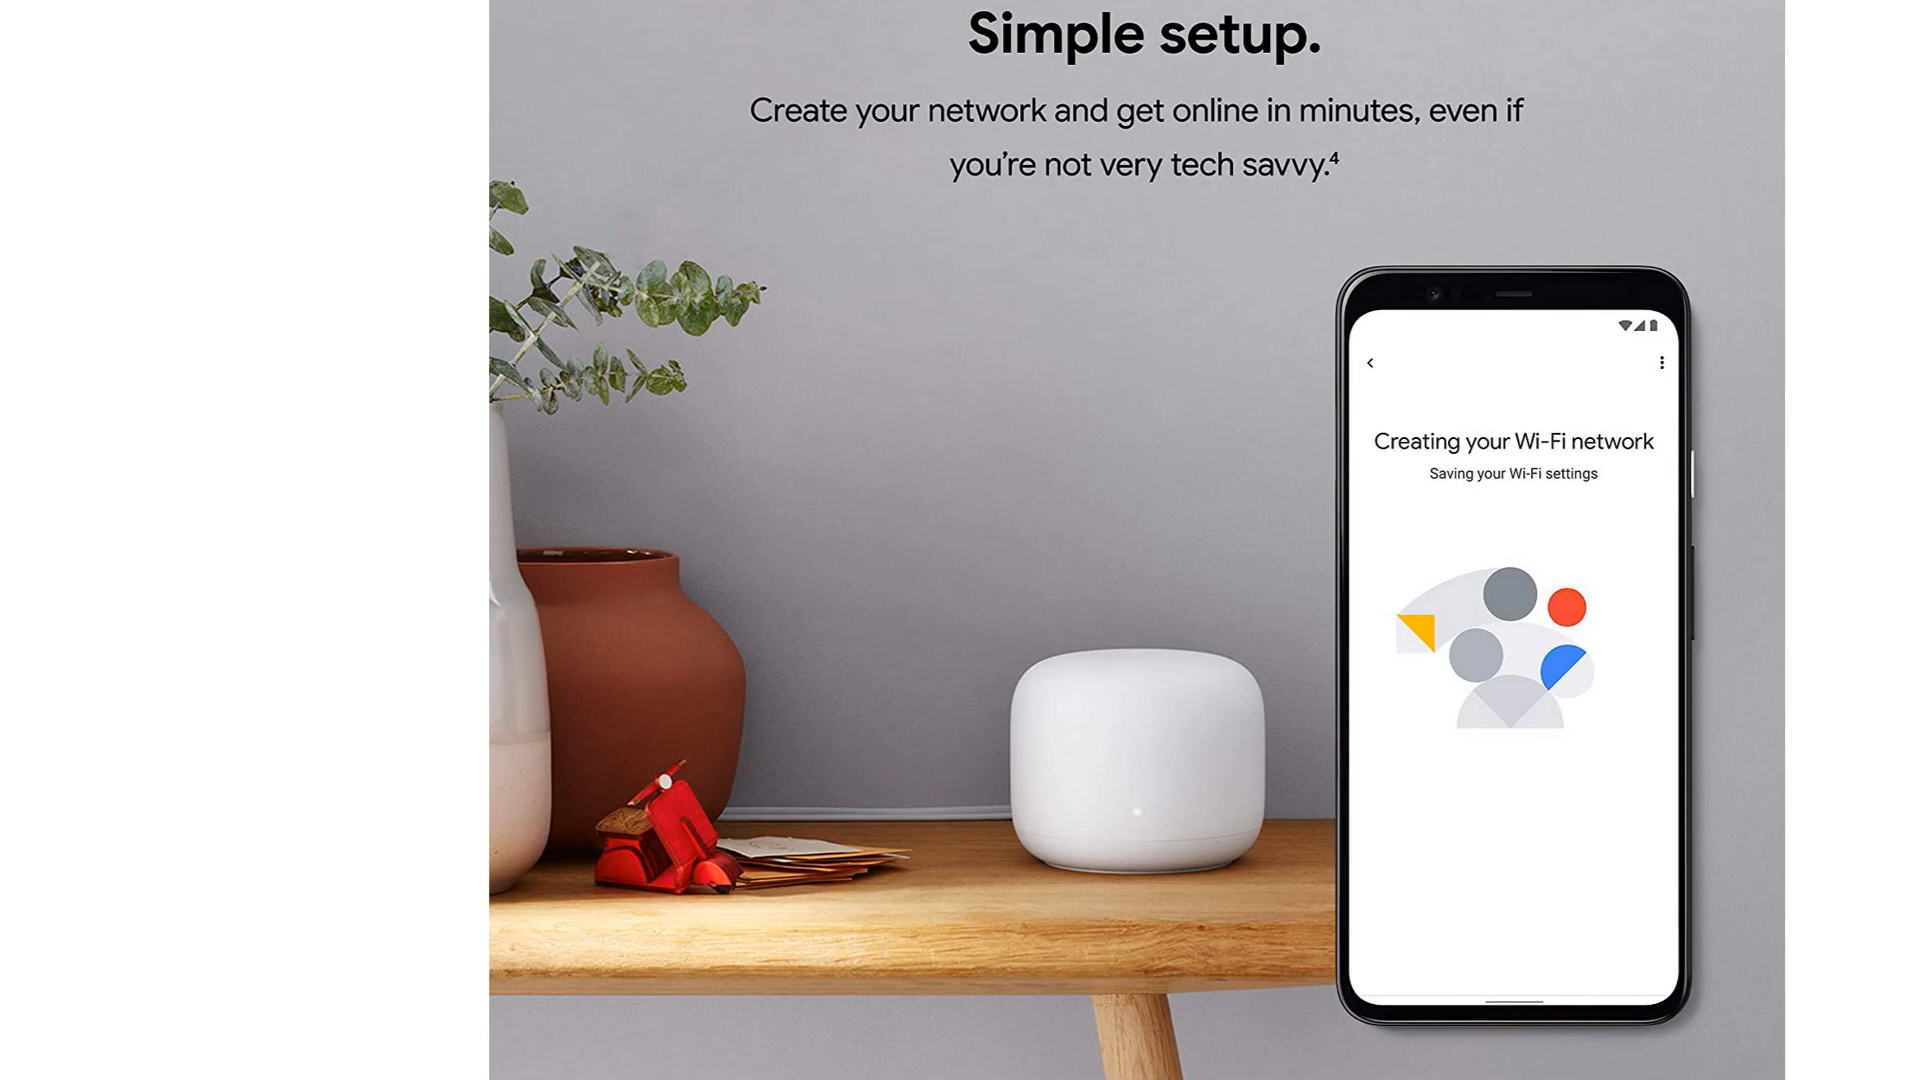 Simple setup.
Create your network and get online in minutes, even if
you’re not very tech savvy.⁴
Creating your Wi-Fi network
Saving your Wi-Fi settings